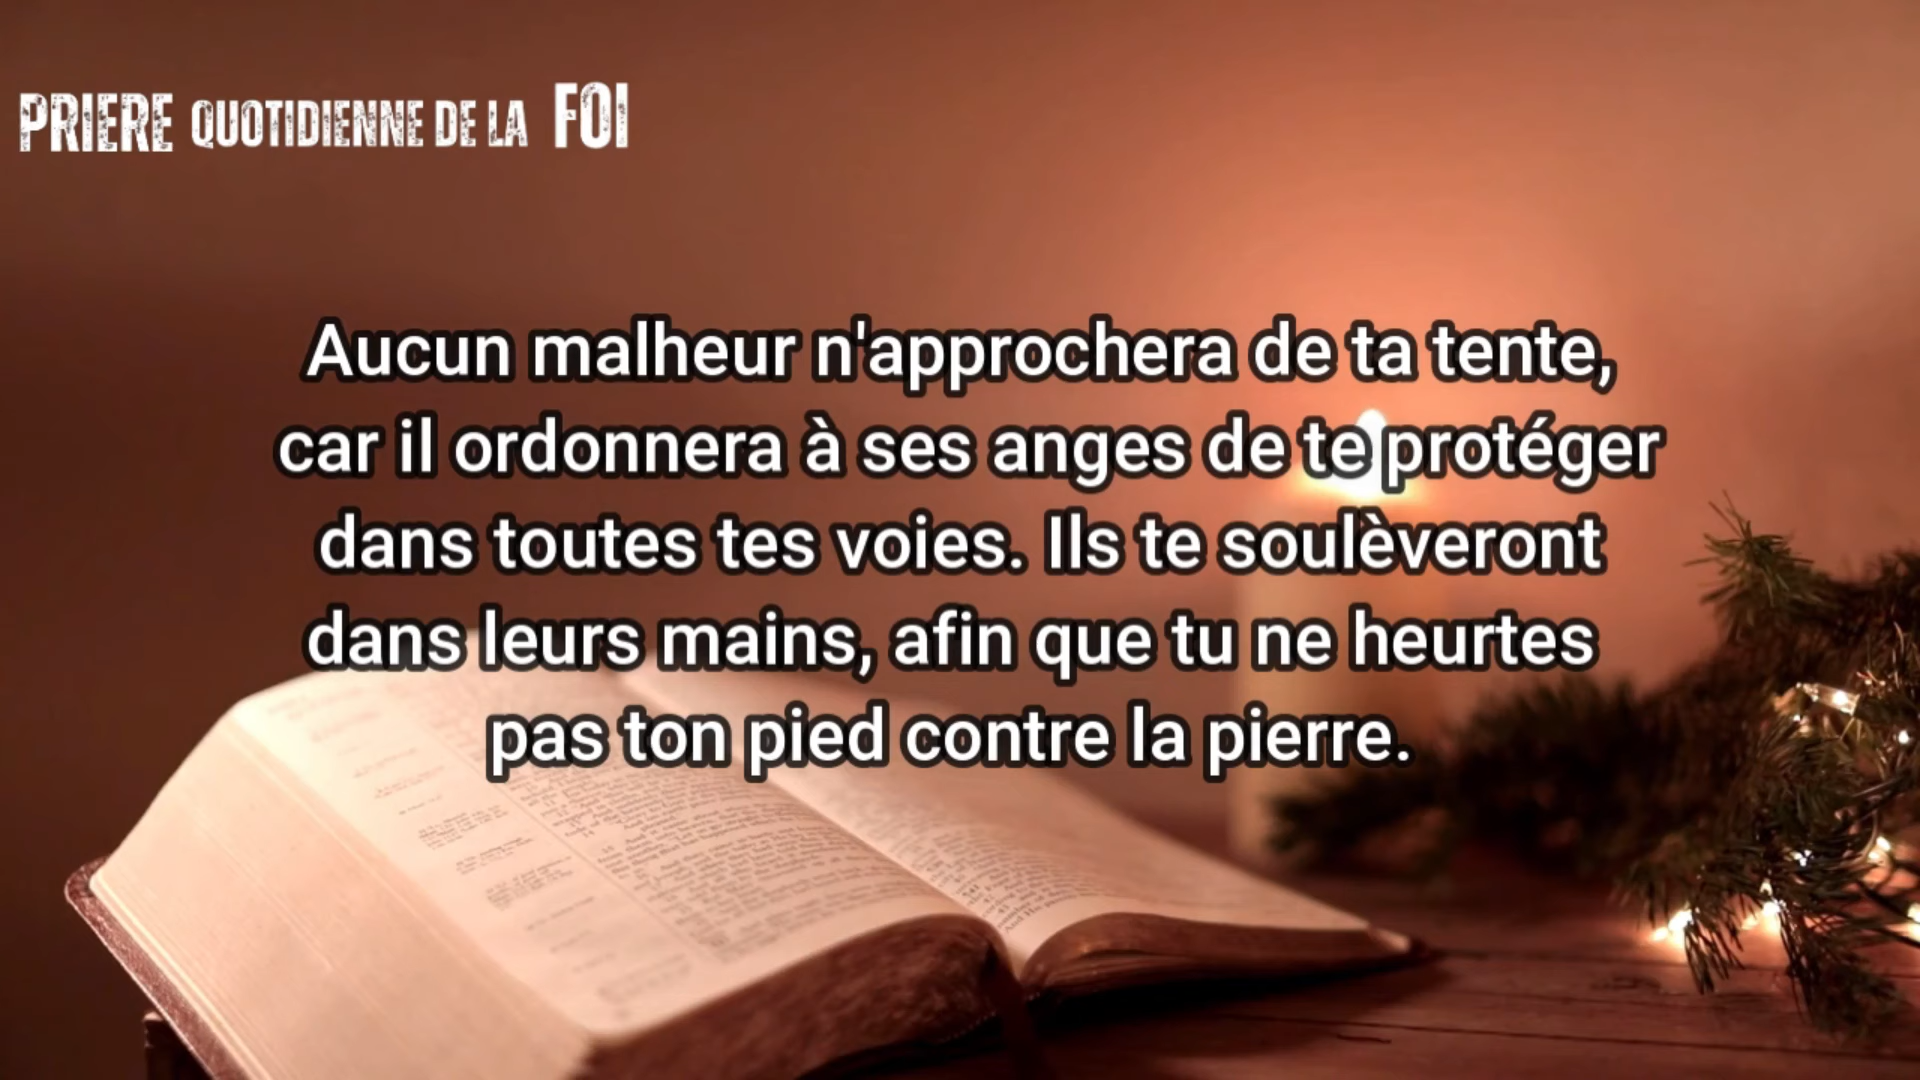 PRIERE QUOTIDIENNE DE LA FOI
Aucun malheur n'approchera de ta tente,
car il ordonnera à ses anges de te protéger
dans toutes tes voies. Ils te soulèveront
dans leurs mains, afin que tu ne heurtes
pas ton pied contre la pierre.